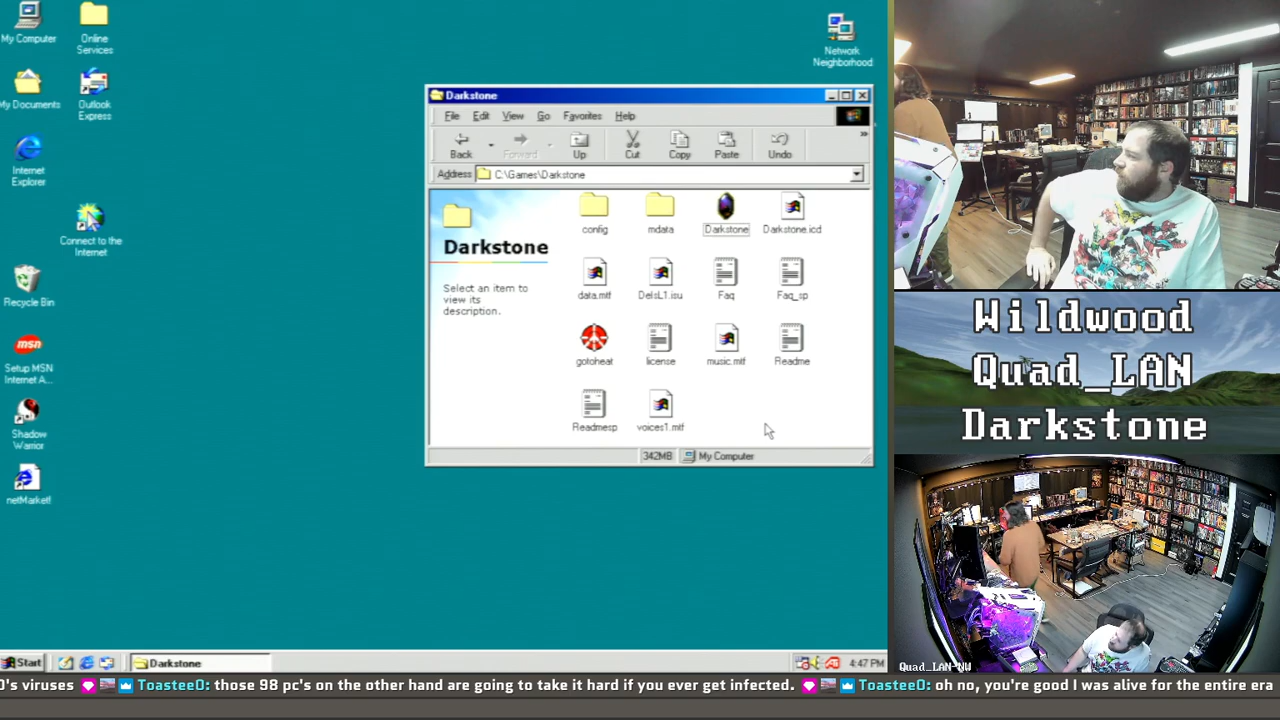 My Computer
Online
Services
Network
Neighborhood
My Documents
Outlook
Express
Internet
Explorer
Connect to the
Internet
Recycle Bin
Setup MSN
Internet A...
Shadow
Warrior
netMarket!
Darkstone
File Edit View Go Favorites Help
Back Forward Up Cut Copy Paste Undo
Address C:\Games\Darkstone
Darkstone
Select an item to
view its
description.
config mdata Darkstone Darkstone.icd
data.mtf DelsL1.isu Faq Faq_sp
gotoheat license music.mtf Readme
Readmesp voices1.mtf
342MB My Computer
Start Darkstone 4:47 PM
Wildwood
Quad_LAN
Darkstone
Quad_LAN-NW
O's viruses ToasteeO: those 98 pc's on the other hand are going to take it hard if you ever get infected. ToasteeO: oh no, you're good I was alive for the entire era
msn